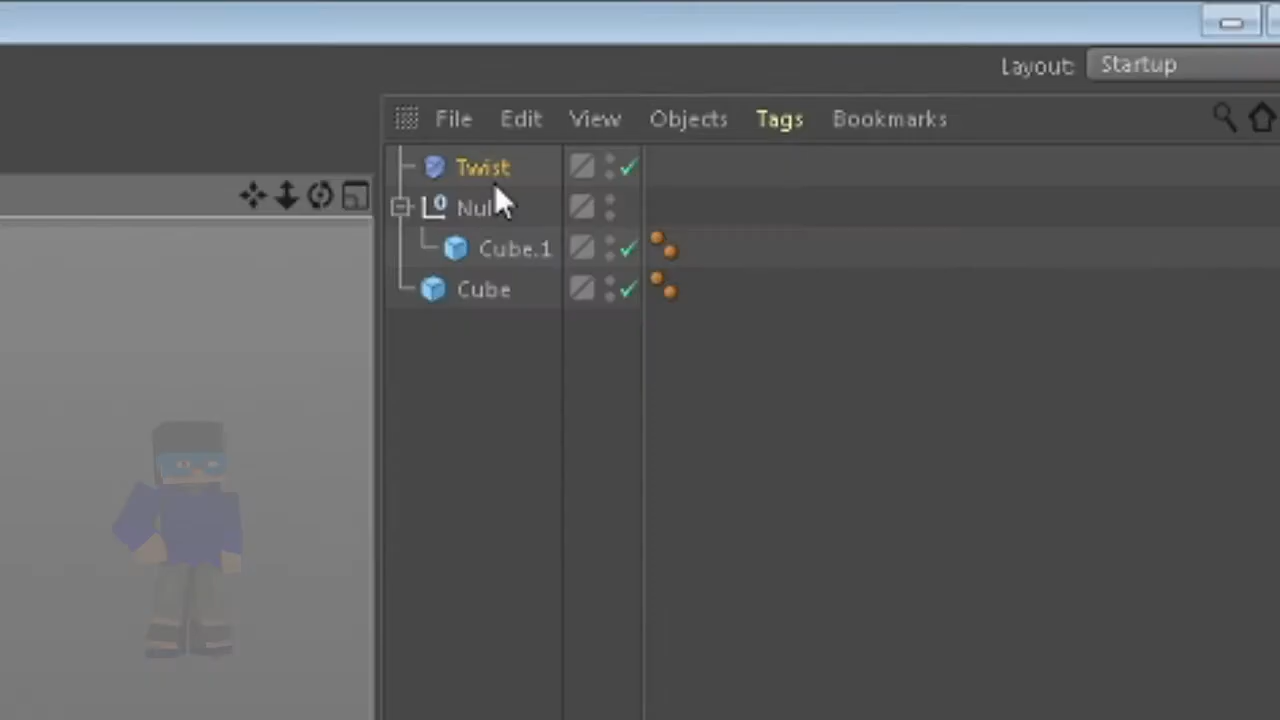 Layout: Startup
File Edit View Objects Tags Bookmarks
Twist
Nul
Cube.1
Cube